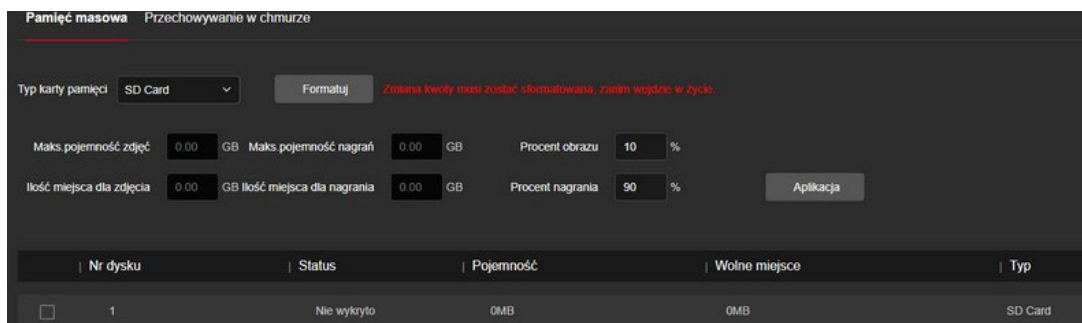 Pamięć masowa Przechowywanie w chmurze
Typ karty pamięci SD Card Formatuj Zmiana kwoty musi zostać sformatowana, zanim wejdzie w życie.
Maks.pojemność zdjęć 0.00 GB Maks.pojemność nagrań 0.00 GB Procent obrazu 10 %
Ilość miejsca dla zdjęcia 0.00 GB Ilość miejsca dla nagrania 0.00 GB Procent nagrania 90 % Aplikacja
Nr dysku Status Pojemność Wolne miejsce Typ
1 Nie wykryto 0MB 0MB SD Card